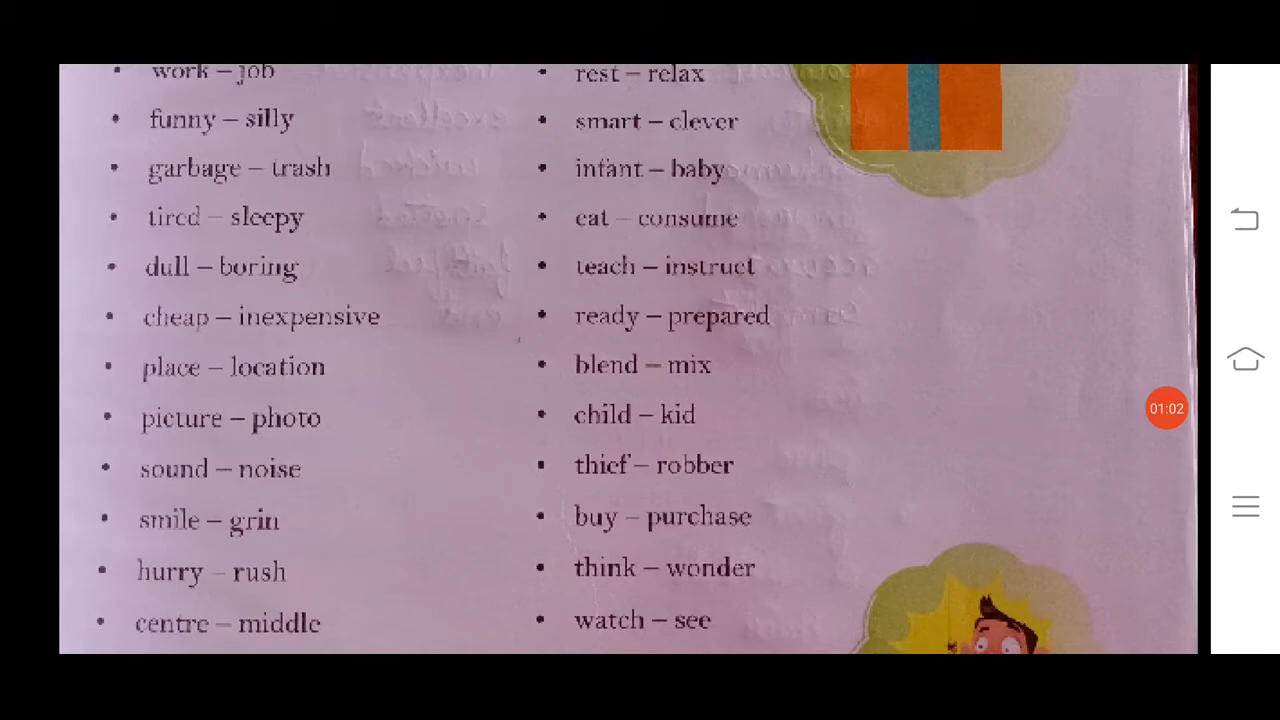 work – job
funny – silly
garbage – trash
tired – sleepy
dull – boring
cheap – inexpensive
place – location
picture – photo
sound – noise
smile – grin
hurry – rush
centre – middle
rest – relax
smart – clever
infant – baby
eat – consume
teach – instruct
ready – prepared
blend – mix
child – kid
thief – robber
buy – purchase
think – wonder
watch – see
01:02